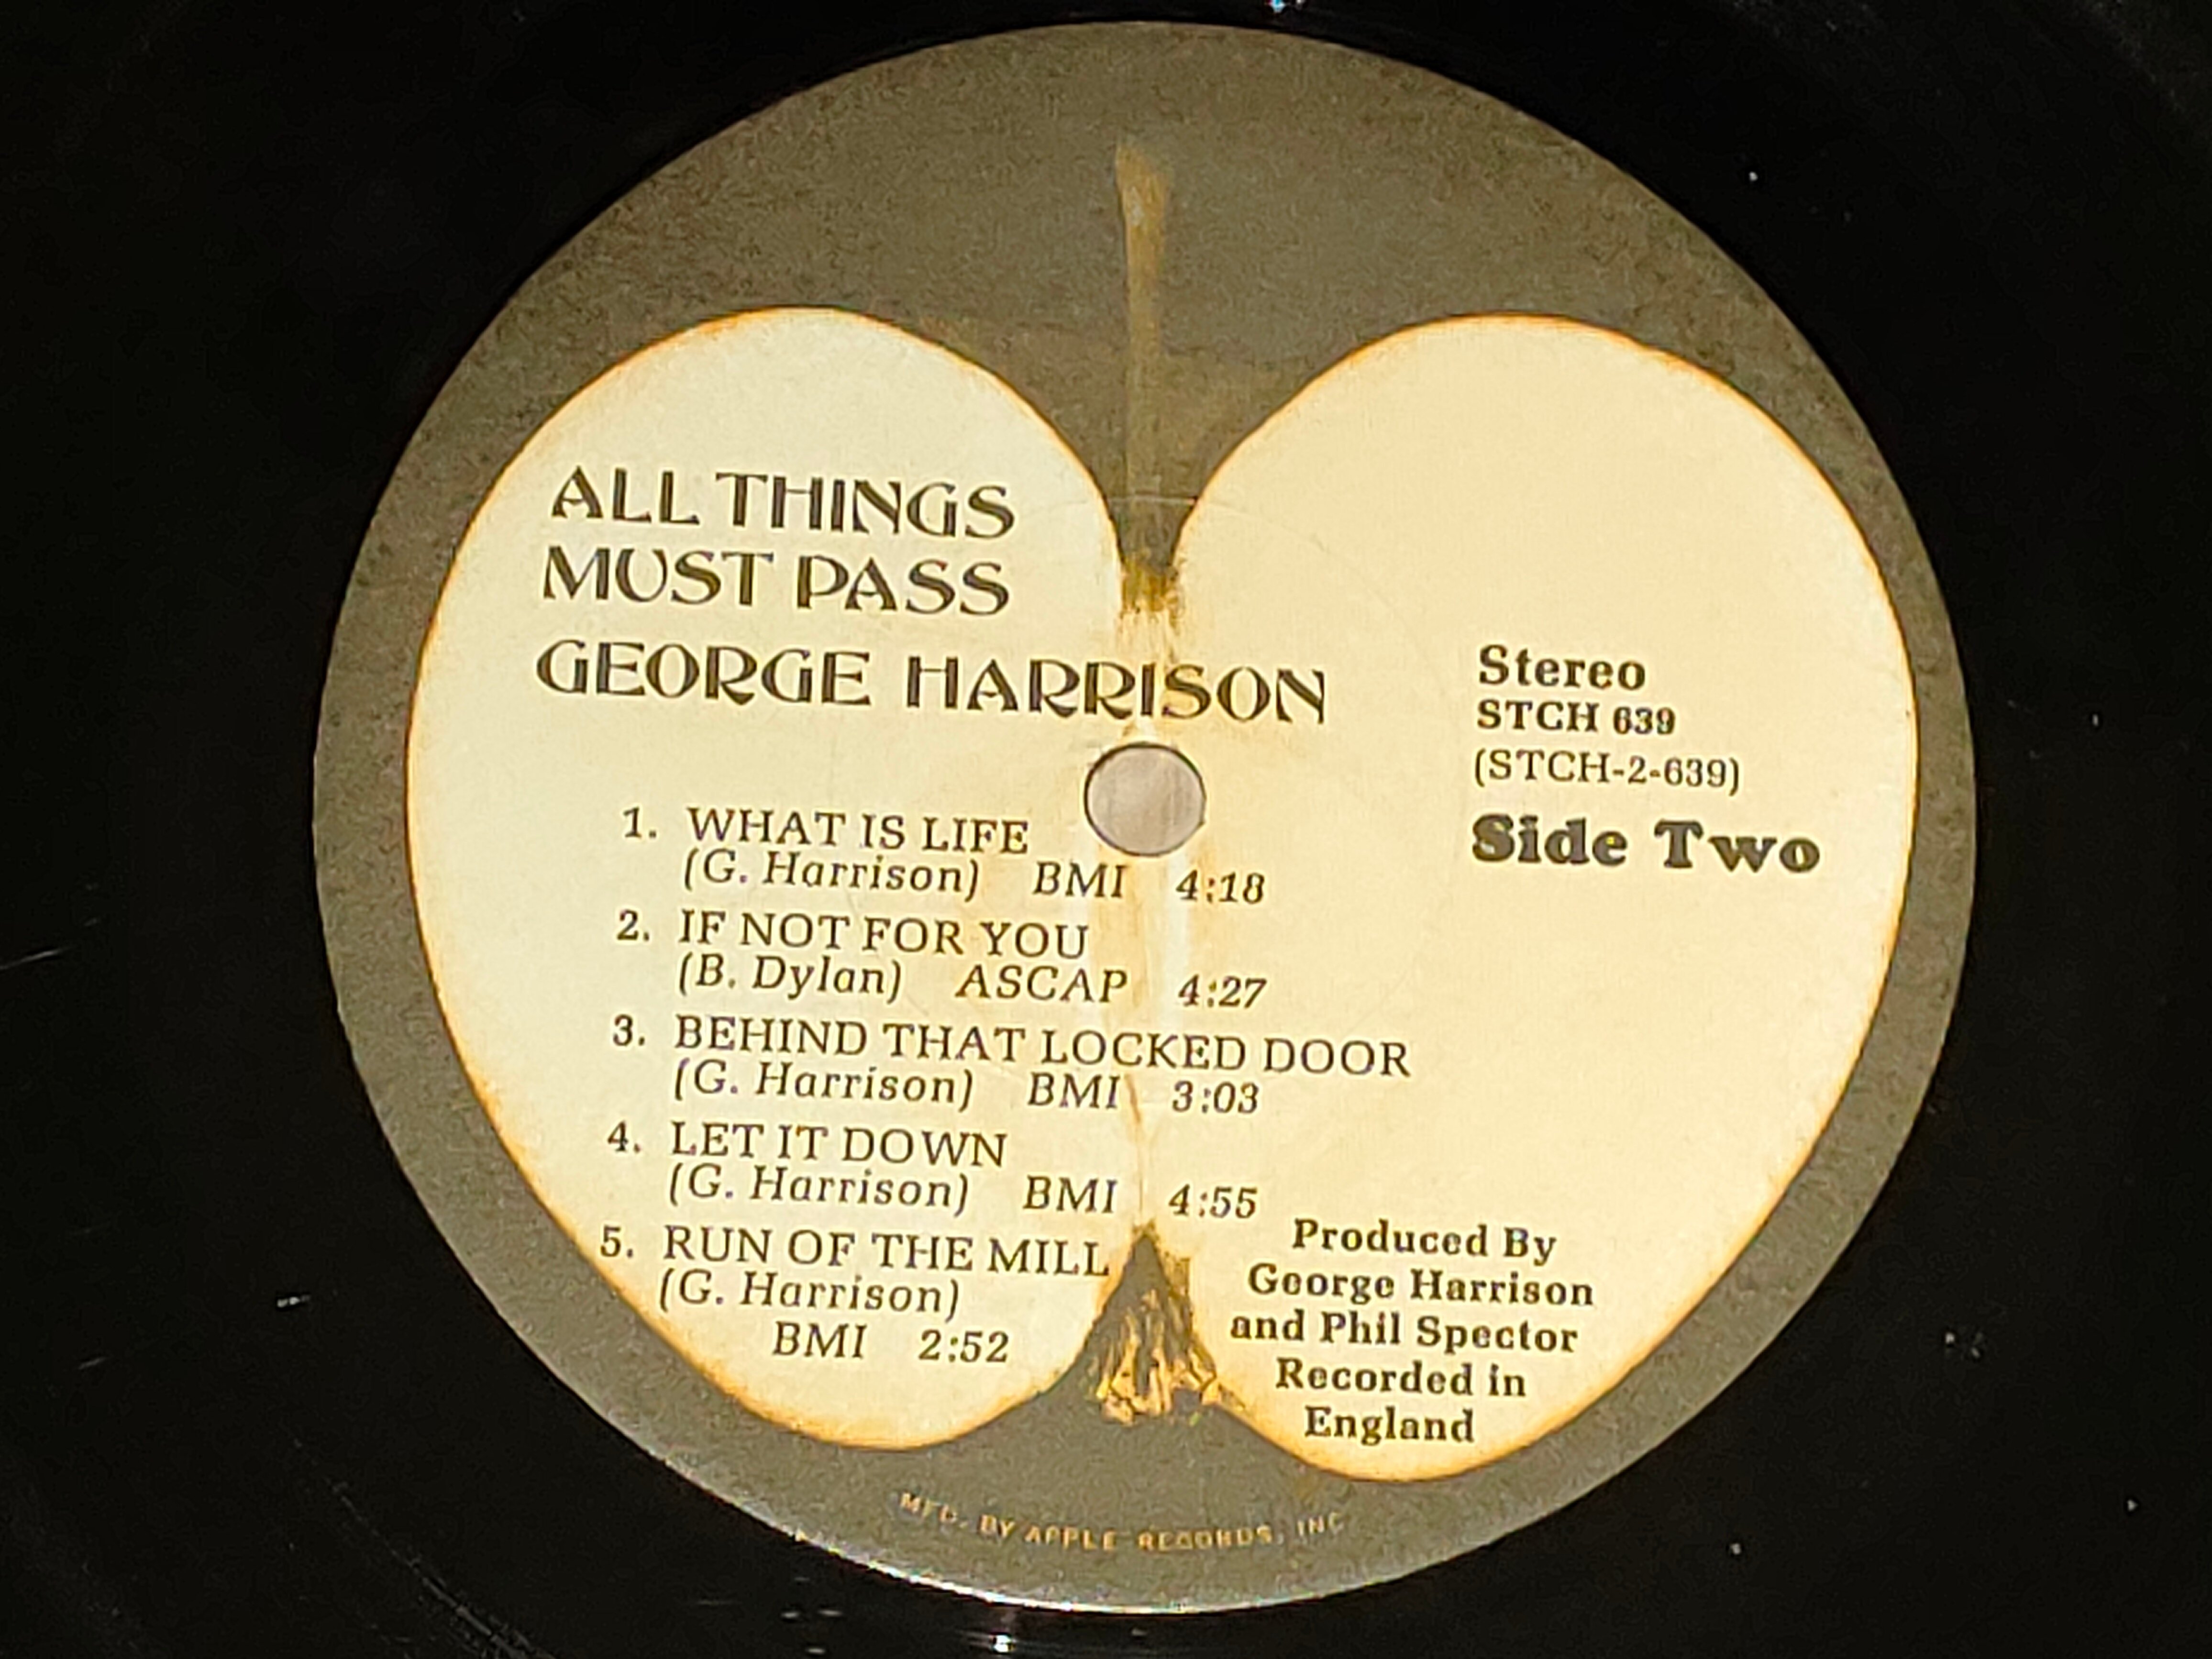 ALL THINGS
MUST PASS
GEORGE HARRISON
Stereo
STCH 639
(STCH-2-639)
Side Two
1. WHAT IS LIFE
(G. Harrison) BMI 4:18
2. IF NOT FOR YOU
(B. Dylan) ASCAP 4:27
3. BEHIND THAT LOCKED DOOR
(G. Harrison) BMI 3:03
4. LET IT DOWN
(G. Harrison) BMI 4:55
5. RUN OF THE MILL
(G. Harrison)
BMI 2:52
Produced By
George Harrison
and Phil Spector
Recorded in
England
MFD. BY APPLE RECORDS, INC